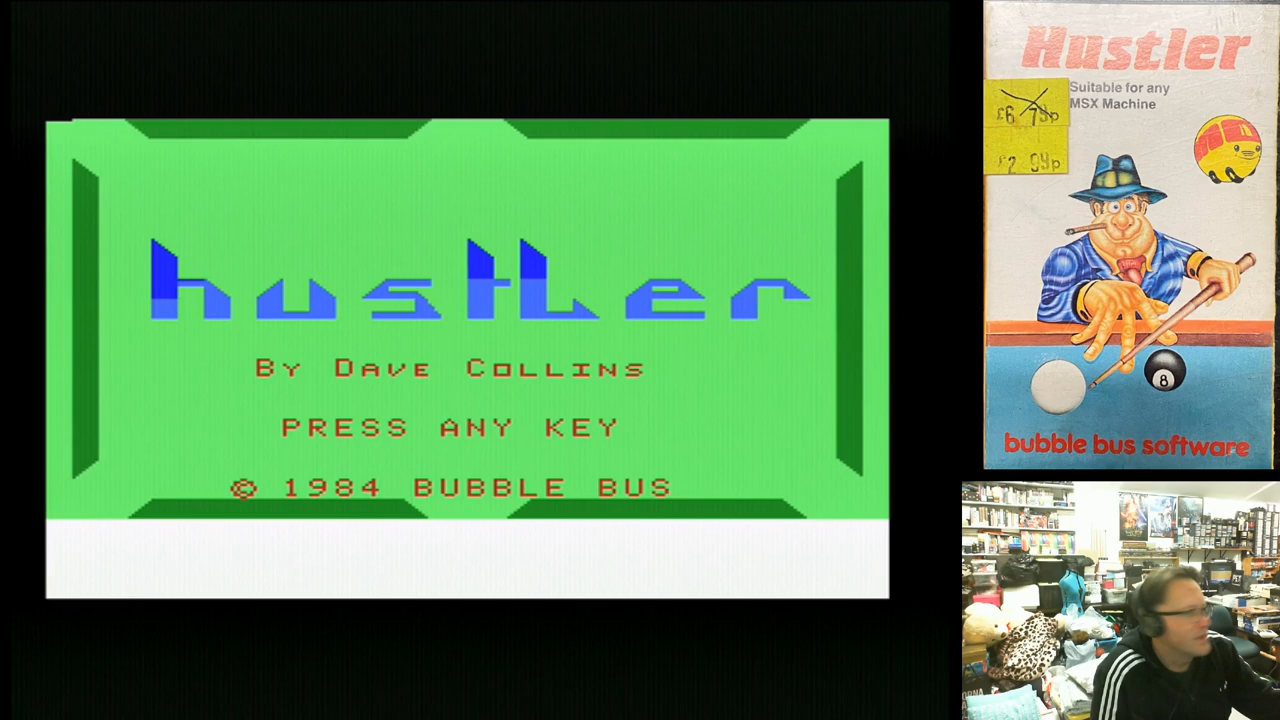 hustler
By Dave Collins
PRESS ANY KEY
© 1984 BUBBLE BUS
Hustler
Suitable for any
MSX Machine
£6.79p
£2.99p
8
bubble bus software